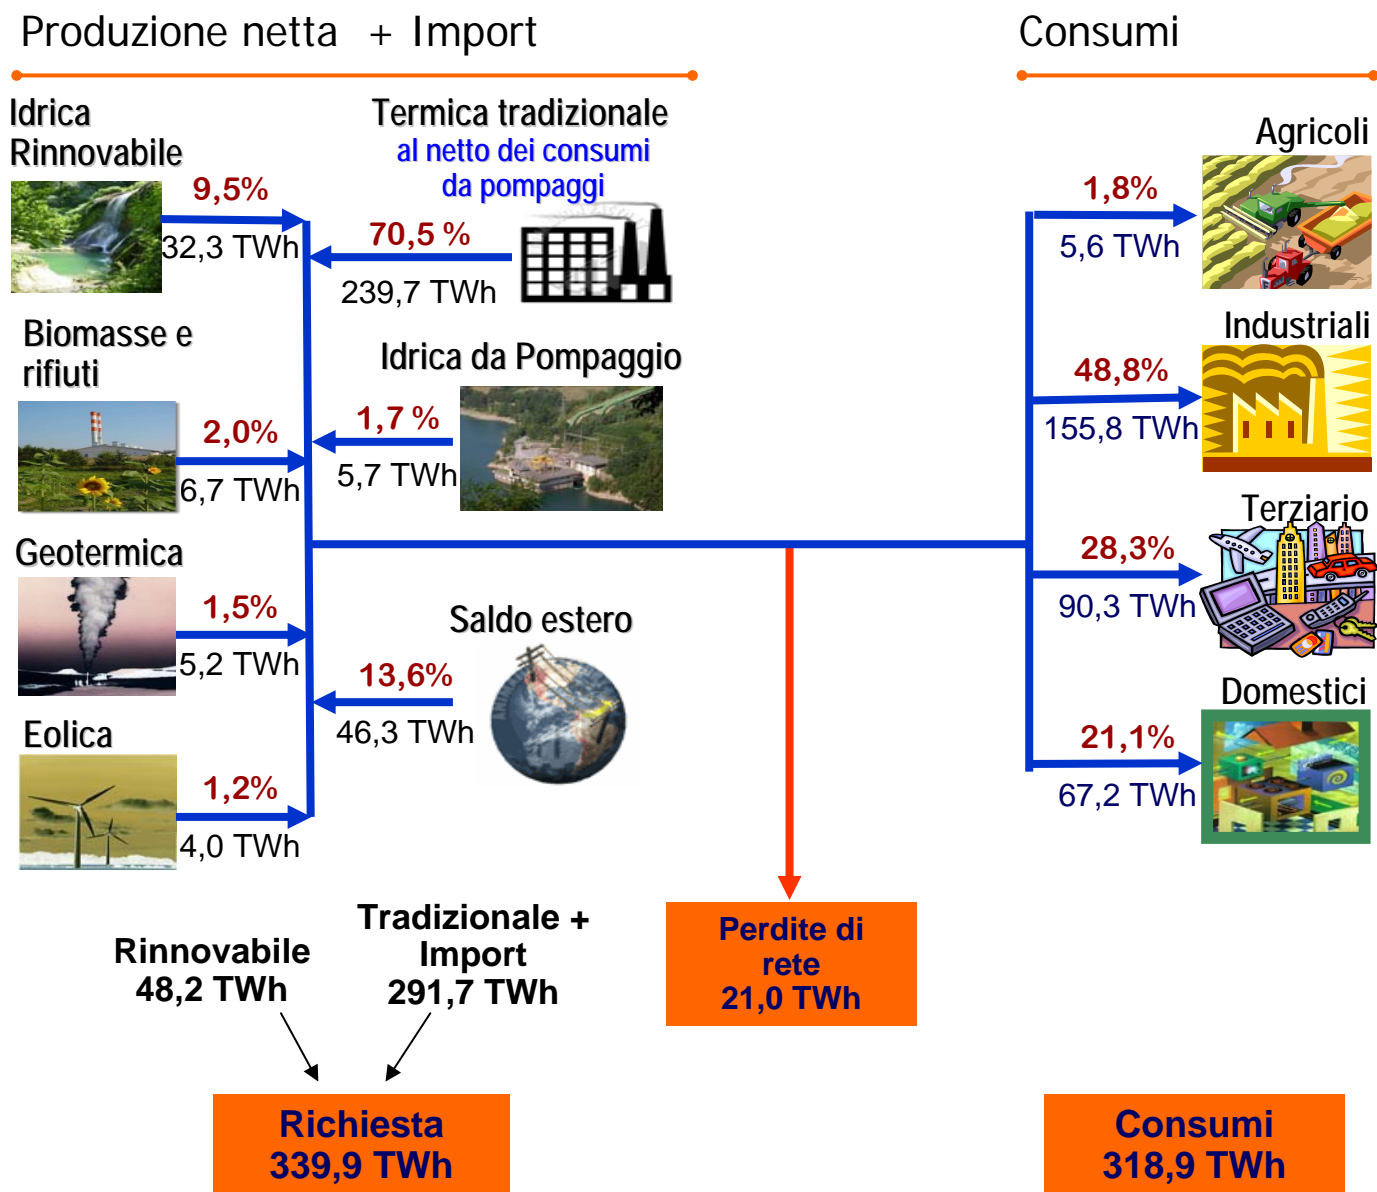 Produzione netta + Import
Consumi
Idrica
Rinnovabile
9,5%
32,3 TWh
Termica tradizionale
al netto dei consumi
da pompaggi
70,5 %
239,7 TWh
Biomasse e
rifiuti
2,0%
6,7 TWh
Idrica da Pompaggio
1,7 %
5,7 TWh
Geotermica
1,5%
5,2 TWh
Saldo estero
13,6%
46,3 TWh
Eolica
1,2%
4,0 TWh
Agricoli
1,8%
5,6 TWh
Industriali
48,8%
155,8 TWh
Terziario
28,3%
90,3 TWh
Domestici
21,1%
67,2 TWh
Rinnovabile
48,2 TWh
Tradizionale +
Import
291,7 TWh
Perdite di
rete
21,0 TWh
Richiesta
339,9 TWh
Consumi
318,9 TWh